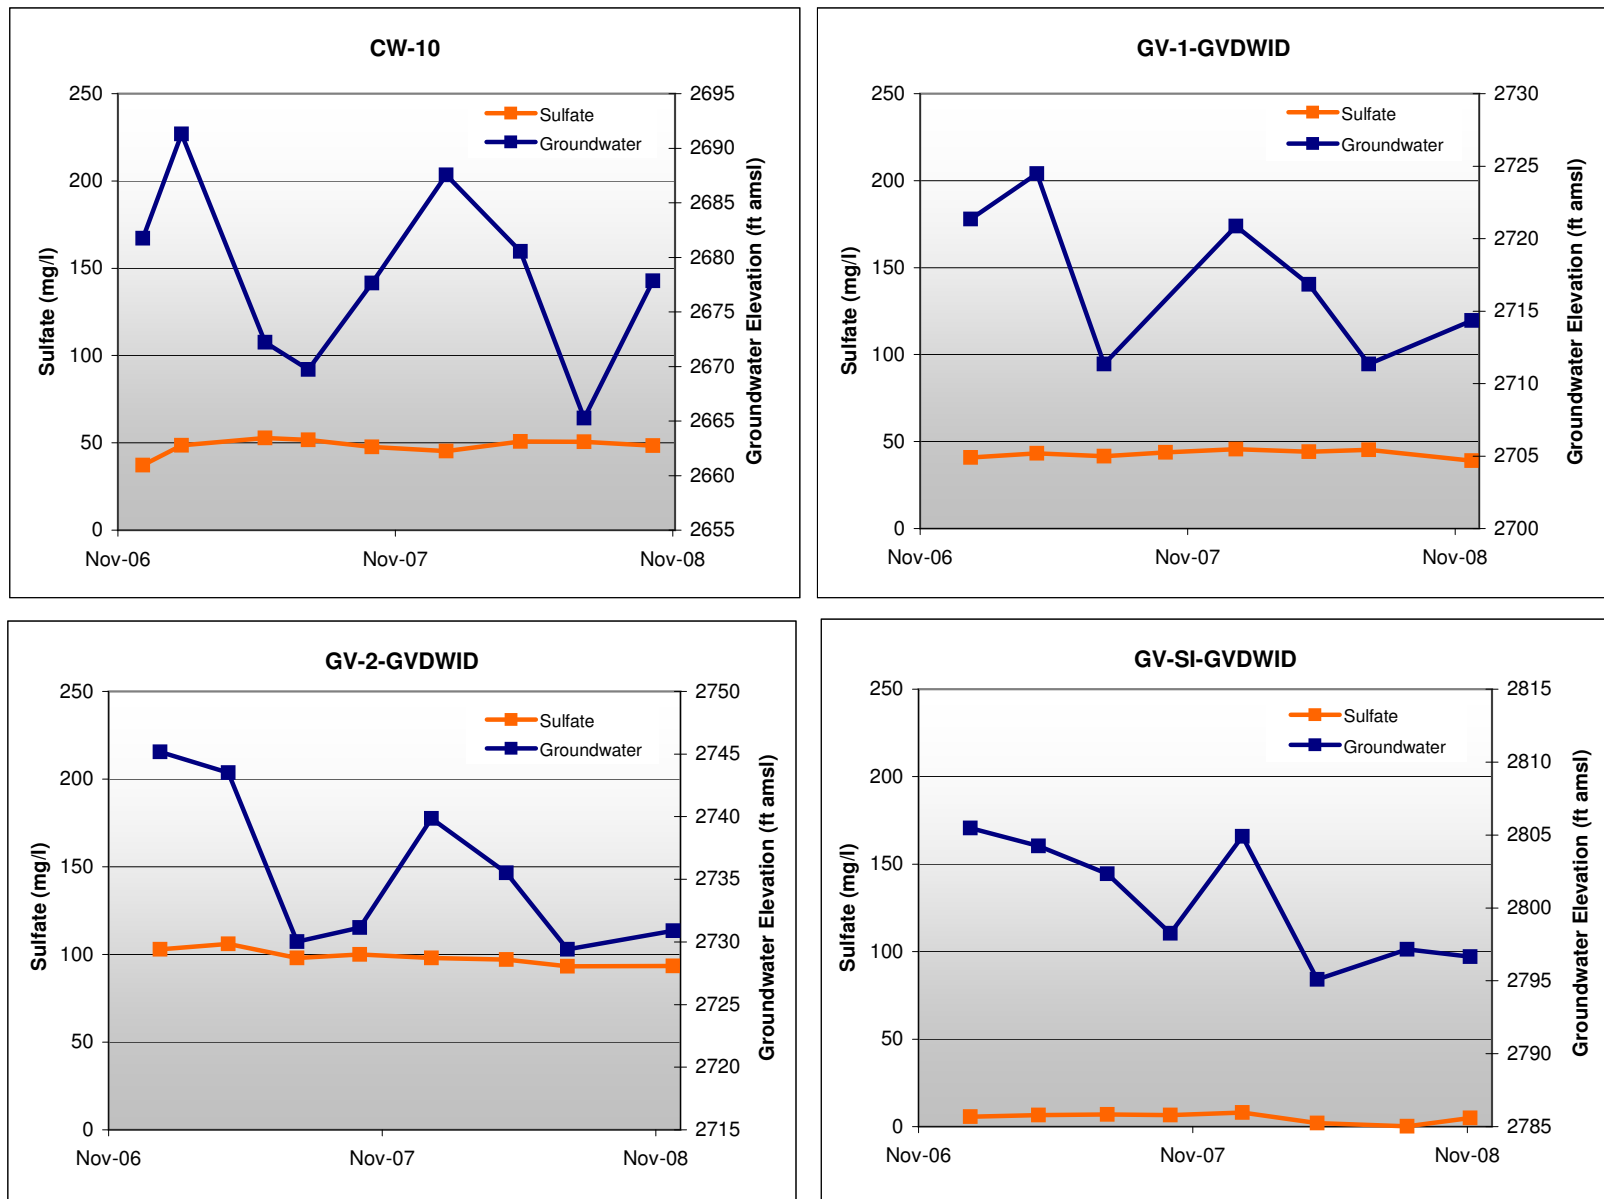 CW-10
250
200
150
100
50
0
Sulfate (mg/l)
2695
2690
2685
2680
2675
2670
2665
2660
2655
Groundwater Elevation (ft amsl)
Sulfate
Groundwater
Nov-06 Nov-07 Nov-08
GV-1-GVDWID
250
200
150
100
50
0
Sulfate (mg/l)
2730
2725
2720
2715
2710
2705
2700
Groundwater Elevation (ft amsl)
Sulfate
Groundwater
Nov-06 Nov-07 Nov-08
GV-2-GVDWID
250
200
150
100
50
0
Sulfate (mg/l)
2750
2745
2740
2735
2730
2725
2720
2715
Groundwater Elevation (ft amsl)
Sulfate
Groundwater
Nov-06 Nov-07 Nov-08
GV-SI-GVDWID
250
200
150
100
50
0
Sulfate (mg/l)
2815
2810
2805
2800
2795
2790
2785
Groundwater Elevation (ft amsl)
Sulfate
Groundwater
Nov-06 Nov-07 Nov-08